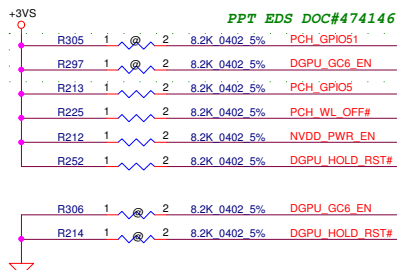 +3VS
PPT EDS DOC#474146
R305 1 @ 2 8.2K_0402_5% PCH_GPIO51
R297 1 @ 2 8.2K_0402_5% DGPU_GC6_EN
R213 1 2 8.2K_0402_5% PCH_GPIO5
R225 1 2 8.2K_0402_5% PCH_WL_OFF#
R212 1 2 8.2K_0402_5% NVDD_PWR_EN
R252 1 2 8.2K_0402_5% DGPU_HOLD_RST#
R306 1 @ 2 8.2K_0402_5% DGPU_GC6_EN
R214 1 @ 2 8.2K_0402_5% DGPU_HOLD_RST#